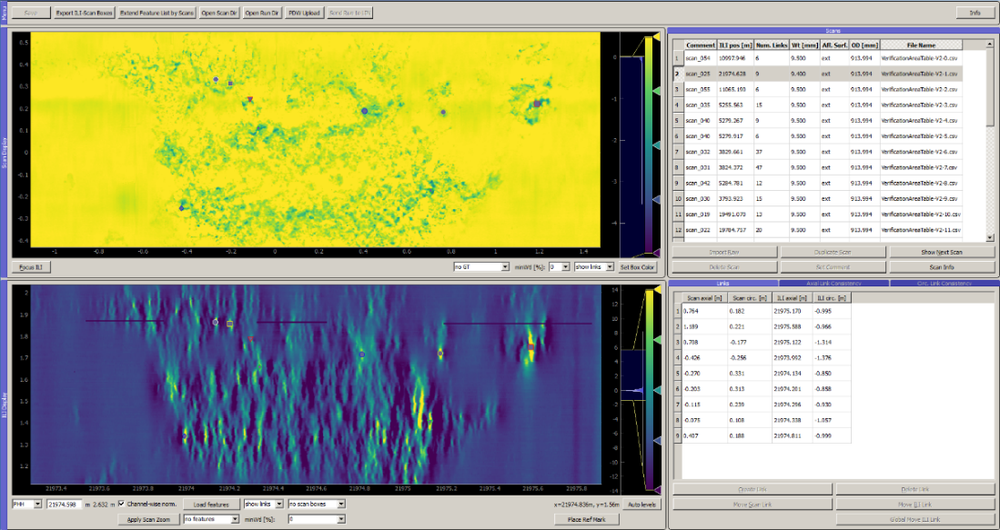 Menu
Save Export ILI-Scan Boxes Extend Feature List by Scans Open Scan Dir Open Run Dir PDW Upload Send Run to LDV Info
Scan Display
0.5
0.4
0.3
0.2
0.1
0
-0.1
-0.2
-0.3
-0.4
-1 -0.8 -0.6 -0.4 -0.2 0 0.2 0.4 0.6 0.8 1 1.2 1.4
0
-1
-2
-3
-4
Focus ILI no GT minWd [%]: 0 show links Set Box Color
Scans
Comment ILI pos [m] Num. Links Wt [mm] Afl. Surf. OD [mm] File Name
1 scan_054 10997.946 6 9.500 ext 913.994 VerificationAreaTable-V2-0.csv
2 scan_025 21974.628 9 9.400 ext 913.994 VerificationAreaTable-V2-1.csv
3 scan_055 11065.190 6 9.500 ext 913.994 VerificationAreaTable-V2-2.csv
4 scan_035 5255.563 15 9.500 ext 913.994 VerificationAreaTable-V2-3.csv
5 scan_040 5279.267 9 9.500 ext 913.994 VerificationAreaTable-V2-4.csv
6 scan_040 5279.917 6 9.500 ext 913.994 VerificationAreaTable-V2-5.csv
7 scan_032 3829.661 37 9.500 ext 913.994 VerificationAreaTable-V2-6.csv
8 scan_031 3824.372 47 9.500 ext 913.994 VerificationAreaTable-V2-7.csv
9 scan_042 5284.781 12 9.500 ext 913.994 VerificationAreaTable-V2-8.csv
10 scan_030 3793.923 15 9.500 ext 913.994 VerificationAreaTable-V2-9.csv
11 scan_019 19491.070 13 9.500 ext 913.994 VerificationAreaTable-V2-10.csv
12 scan_022 19784.757 20 9.500 ext 913.994 VerificationAreaTable-V2-11.csv
Import Raw Duplicate Scan Show Next Scan
Delete Scan Set Comment Scan Info
ILI Display
2
1.9
1.8
1.7
1.6
1.5
1.4
1.3
1.2
21973.4 21973.6 21973.8 21974 21974.2 21974.4 21974.6 21974.8 21975 21975.2 21975.4 21975.6 21975.8
14
12
10
8
6
4
2
0
-2
-4
-6
-8
-10
-12
-14
PHH 21974.598 m 2.632 m Channel-wise norm. Load features show links no scan boxes x=21974.836m, y=1.56m Auto levels
Apply Scan Zoom no features minWd [%]: 0 Place Ref Mark
Links Axial Link Consistency Circ. Link Consistency
Scan axial [m] Scan circ. [m] ILI axial [m] ILI circ. [m]
1 0.764 0.182 21975.170 -0.995
2 1.189 0.221 21975.588 -0.966
3 0.708 -0.177 21975.122 -1.314
4 -0.426 -0.256 21973.992 -1.376
5 -0.270 0.331 21974.134 -0.850
6 -0.203 0.313 21974.201 -0.858
7 -0.115 0.239 21974.296 -0.930
8 -0.075 0.108 21974.338 -1.057
9 0.407 0.188 21974.811 -0.999
Create Link Delete Link
Move Scan Link Move ILI Link
Global Move ILI Link